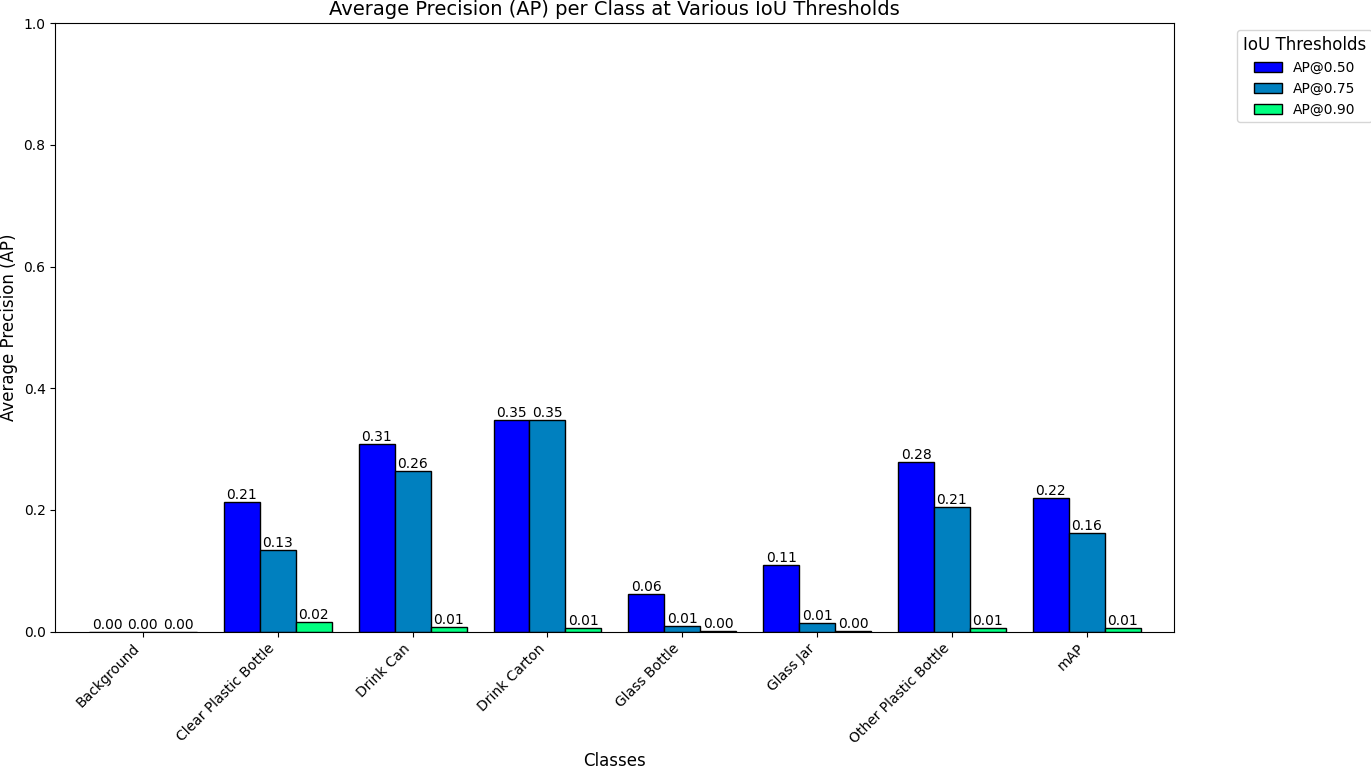 Average Precision (AP) per Class at Various IoU Thresholds
IoU Thresholds
AP@0.50
AP@0.75
AP@0.90
Average Precision (AP)
1.0
0.8
0.6
0.4
0.2
0.0
0.00 0.00 0.00
0.21 0.13 0.02
0.31 0.26 0.01
0.35 0.35 0.01
0.06 0.01 0.00
0.11 0.01 0.00
0.28 0.21 0.01
0.22 0.16 0.01
Background
Clear Plastic Bottle
Drink Can
Drink Carton
Glass Bottle
Glass Jar
Other Plastic Bottle
mAP
Classes